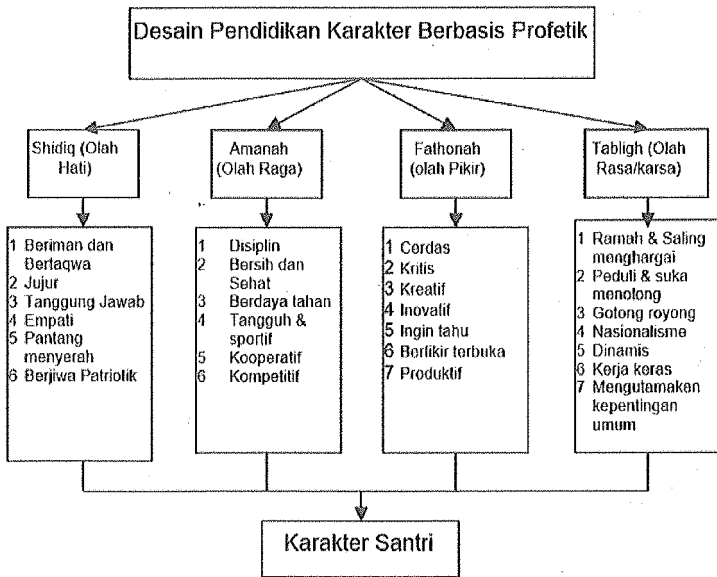 Desain Pendidikan Karakter Berbasis Profetik
Shidiq (Olah
Hati)
Amanah
(Olah Raga)
Fathonah
(olah Pikir)
Tabligh (Olah
Rasa/karsa)
1 Beriman dan
Bertaqwa
2 Jujur
3 Tanggung Jawab
4 Empati
5 Pantang
menyerah
6 Berjiwa Patriotik
1 Disiplin
2 Bersih dan
Sehat
3 Berdaya tahan
4 Tangguh &
sportif
5 Kooperatif
6 Kompetitif
1 Cerdas
2 Kritis
3 Kreatif
4 Inovatif
5 Ingin tahu
6 Berfikir terbuka
7 Produktif
1 Ramah & Saling
menghargai
2 Peduli & suka
menolong
3 Gotong royong
4 Nasionalisme
5 Dinamis
6 Kerja keras
7 Mengutamakan
kepentingan
umum
Karakter Santri